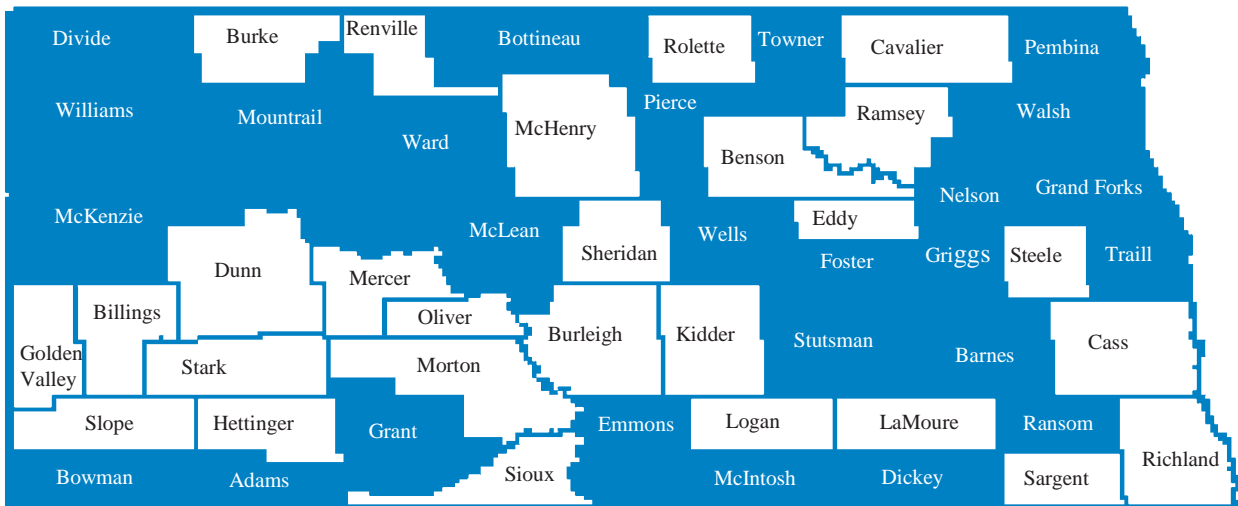 Divide
Burke
Renville
Bottineau
Rolette
Towner
Cavalier
Pembina
Williams
Mountrail
Ward
McHenry
Pierce
Benson
Ramsey
Walsh
McKenzie
McLean
Sheridan
Wells
Eddy
Nelson
Grand Forks
Dunn
Mercer
Oliver
Foster
Griggs
Steele
Traill
Golden
Valley
Billings
Stark
Morton
Burleigh
Kidder
Stutsman
Barnes
Cass
Slope
Hettinger
Grant
Emmons
Logan
LaMoure
Ransom
Richland
Bowman
Adams
Sioux
McIntosh
Dickey
Sargent